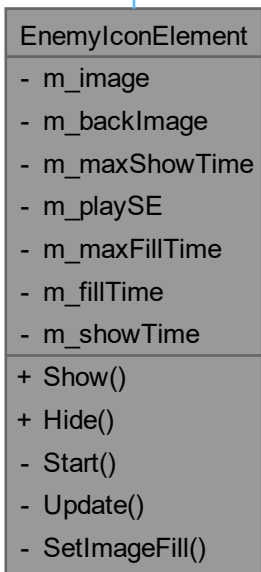 EnemyIconElement
- m_image
- m_backImage
- m_maxShowTime
- m_playSE
- m_maxFillTime
- m_fillTime
- m_showTime
+ Show()
+ Hide()
- Start()
- Update()
- SetImageFill()